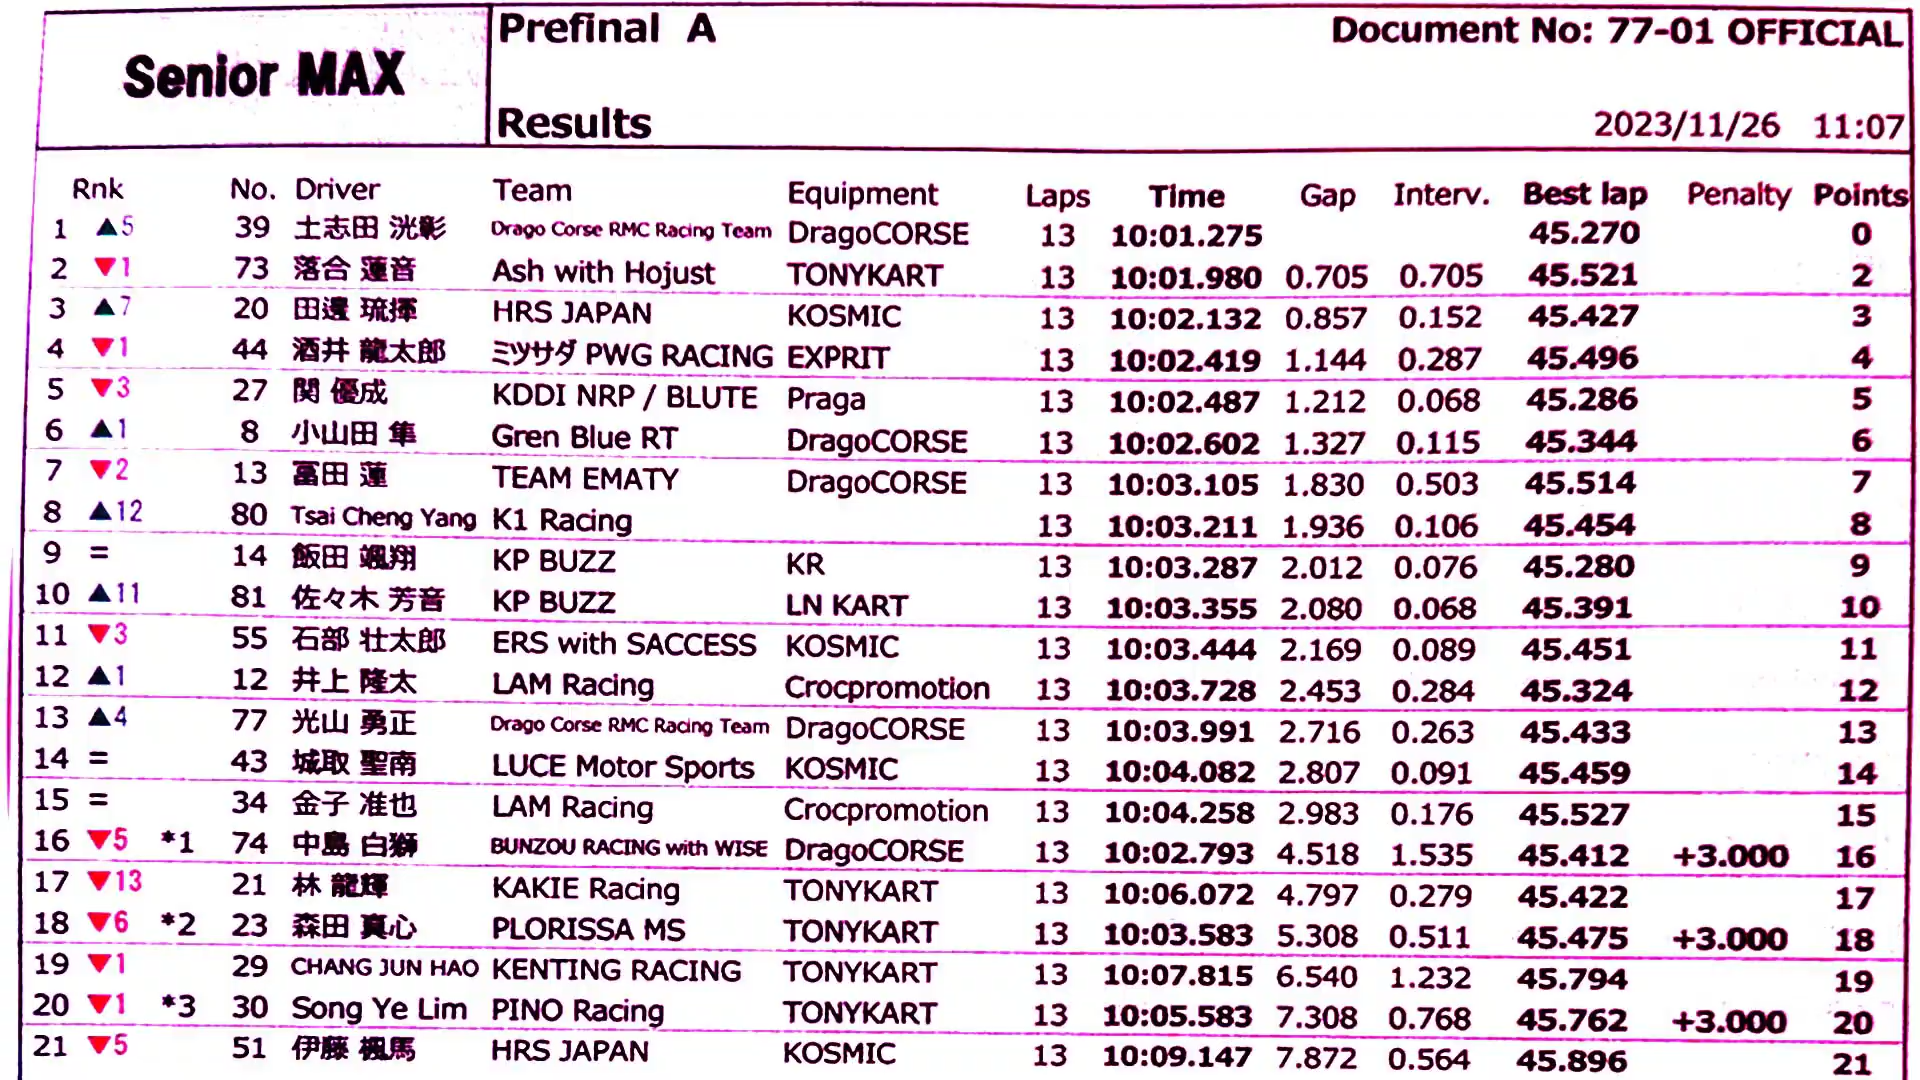 Senior MAX
Prefinal A
Document No: 77-01 OFFICIAL
Results
2023/11/26 11:07
Rnk No. Driver Team Equipment Laps Time Gap Interv. Best lap Penalty Points
1 ▲5 39 土志田 洸彰 Drago Corse RMC Racing Team DragoCORSE 13 10:01.275 45.270 0
2 ▼1 73 落合 蓮音 Ash with Hojust TONYKART 13 10:01.980 0.705 0.705 45.521 2
3 ▲7 20 田邊 琉揮 HRS JAPAN KOSMIC 13 10:02.132 0.857 0.152 45.427 3
4 ▼1 44 酒井 龍太郎 ミツサダ PWG RACING EXPRIT 13 10:02.419 1.144 0.287 45.496 4
5 ▼3 27 関 優成 KDDI NRP / BLUTE Praga 13 10:02.487 1.212 0.068 45.286 5
6 ▲1 8 小山田 隼 Gren Blue RT DragoCORSE 13 10:02.602 1.327 0.115 45.344 6
7 ▼2 13 冨田 蓮 TEAM EMATY DragoCORSE 13 10:03.105 1.830 0.503 45.514 7
8 ▲12 80 Tsai Cheng Yang K1 Racing 13 10:03.211 1.936 0.106 45.454 8
9 = 14 飯田 颯翔 KP BUZZ KR 13 10:03.287 2.012 0.076 45.280 9
10 ▲11 81 佐々木 芳音 KP BUZZ LN KART 13 10:03.355 2.080 0.068 45.391 10
11 ▼3 55 石部 壮太郎 ERS with SACCESS KOSMIC 13 10:03.444 2.169 0.089 45.451 11
12 ▲1 12 井上 隆太 LAM Racing Crocpromotion 13 10:03.728 2.453 0.284 45.324 12
13 ▲4 77 光山 勇正 Drago Corse RMC Racing Team DragoCORSE 13 10:03.991 2.716 0.263 45.433 13
14 = 43 城取 聖南 LUCE Motor Sports KOSMIC 13 10:04.082 2.807 0.091 45.459 14
15 = 34 金子 准也 LAM Racing Crocpromotion 13 10:04.258 2.983 0.176 45.527 15
16 ▼5 *1 74 中島 白獅 BUNZOU RACING with WISE DragoCORSE 13 10:02.793 4.518 1.535 45.412 +3.000 16
17 ▼13 21 林 龍輝 KAKIE Racing TONYKART 13 10:06.072 4.797 0.279 45.422 17
18 ▼6 *2 23 森田 真心 PLORISSA MS TONYKART 13 10:03.583 5.308 0.511 45.475 +3.000 18
19 ▼1 29 CHANG JUN HAO KENTING RACING TONYKART 13 10:07.815 6.540 1.232 45.794 19
20 ▼1 *3 30 Song Ye Lim PINO Racing TONYKART 13 10:05.583 7.308 0.768 45.762 +3.000 20
21 ▼5 51 伊藤 楓馬 HRS JAPAN KOSMIC 13 10:09.147 7.872 0.564 45.896 21